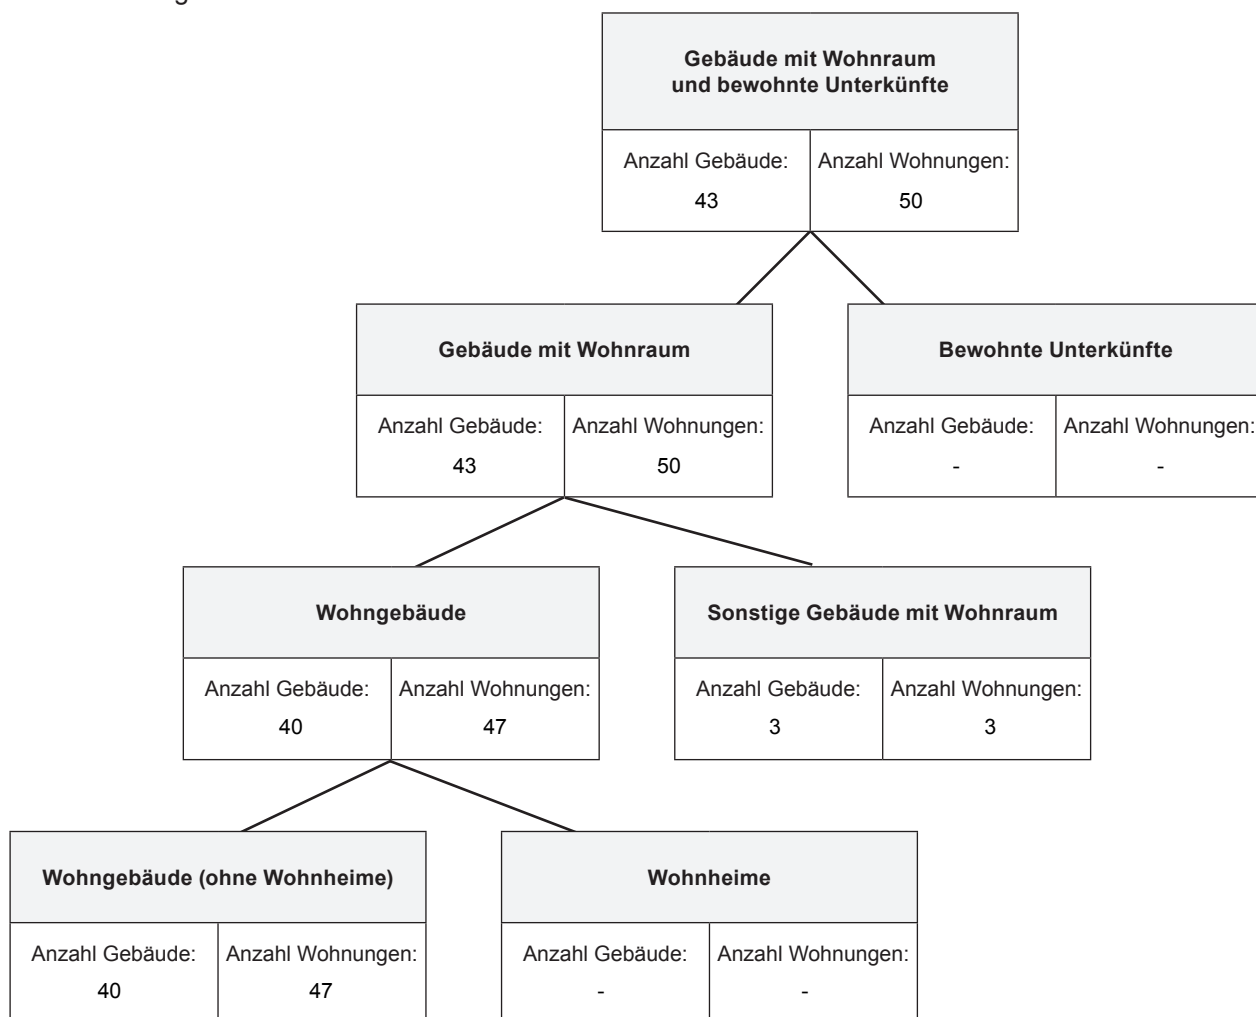 Gebäude mit Wohnraum
und bewohnte Unterkünfte
Anzahl Gebäude: Anzahl Wohnungen:
43 50
Gebäude mit Wohnraum
Bewohnte Unterkünfte
Anzahl Gebäude: Anzahl Wohnungen:
43 50
Anzahl Gebäude: Anzahl Wohnungen:
- -
Wohngebäude
Sonstige Gebäude mit Wohnraum
Anzahl Gebäude: Anzahl Wohnungen:
40 47
Anzahl Gebäude: Anzahl Wohnungen:
3 3
Wohngebäude (ohne Wohnheime)
Wohnheime
Anzahl Gebäude: Anzahl Wohnungen:
40 47
Anzahl Gebäude: Anzahl Wohnungen:
- -